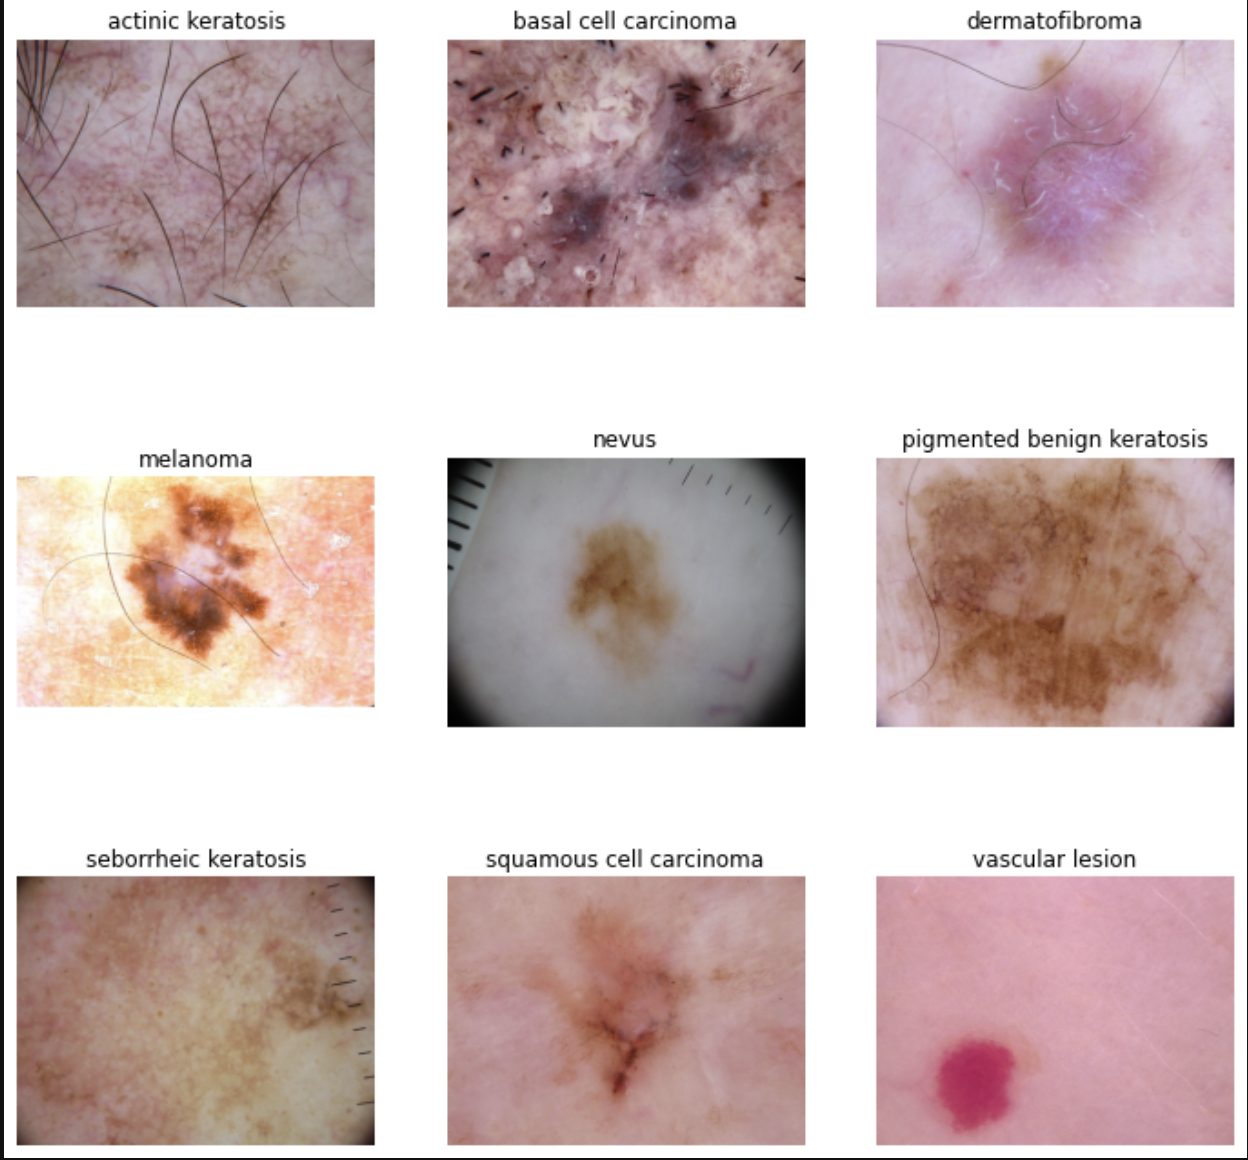 actinic keratosis
basal cell carcinoma
dermatofibroma
melanoma
nevus
pigmented benign keratosis
seborrheic keratosis
squamous cell carcinoma
vascular lesion